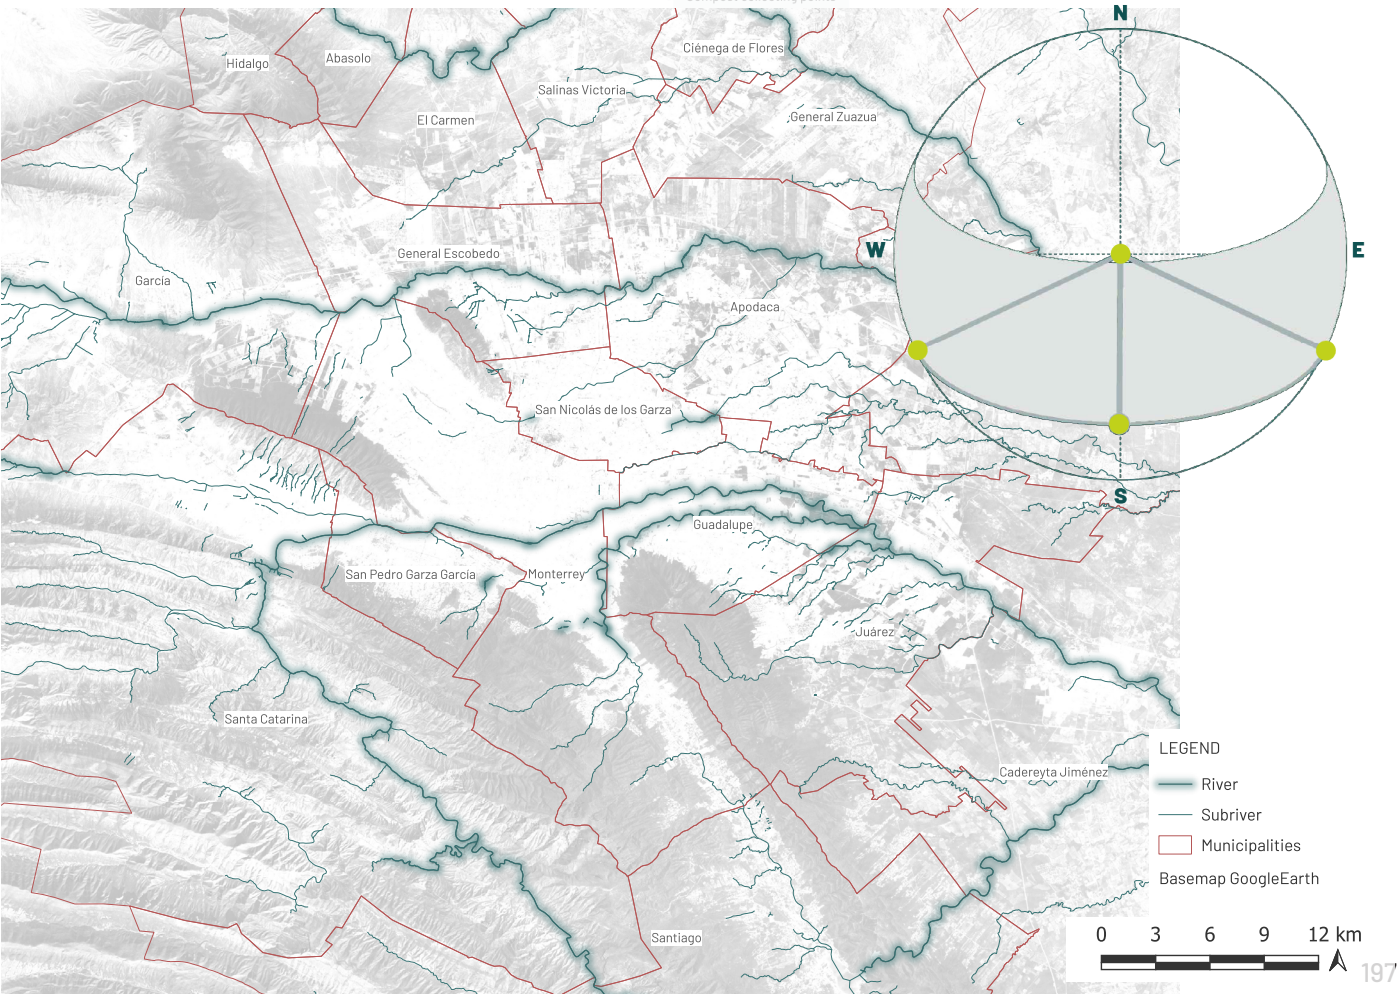 N
Ciénega de Flores
Hidalgo
Abasolo
Salinas Victoria
El Carmen
General Zuazua
W
E
General Escobedo
García
Apodaca
San Nicolás de los Garza
S
Guadalupe
San Pedro Garza García
Monterrey
Juárez
Santa Catarina
LEGEND
Cadereyta Jiménez
River
Subriver
Municipalities
Basemap GoogleEarth
Santiago
0 3 6 9 12 km
197